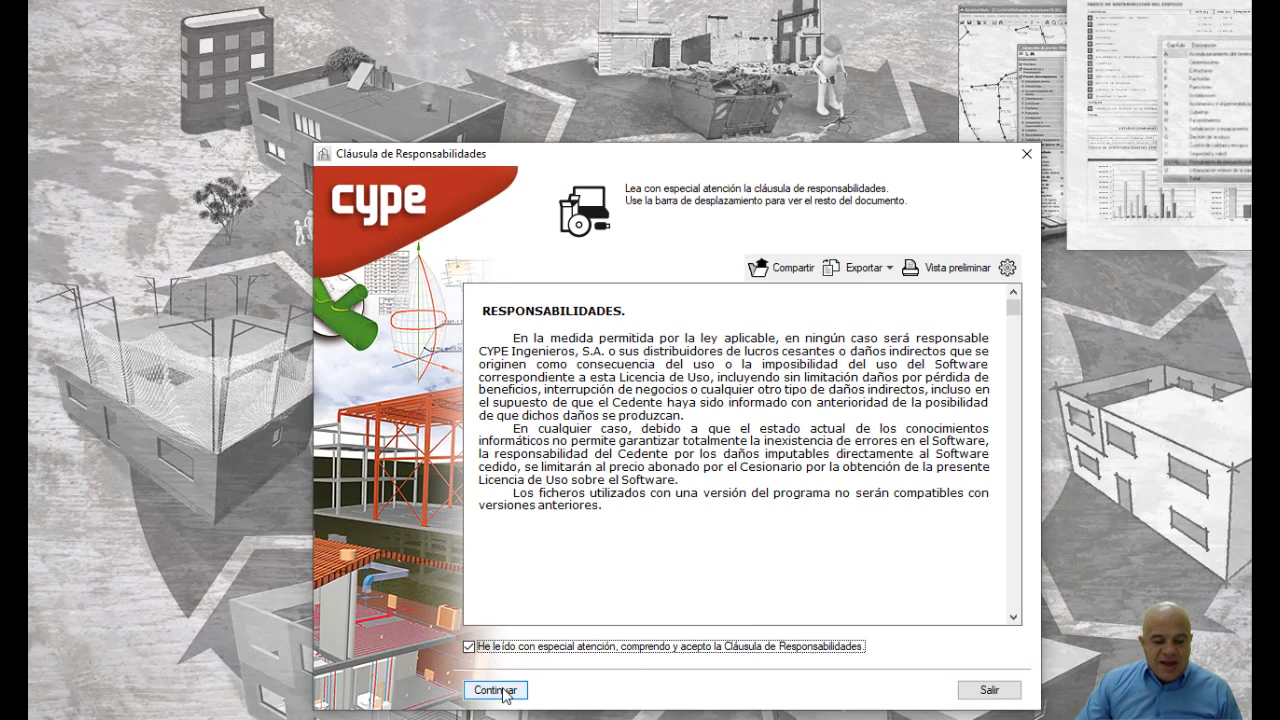 Cláusula de Responsabilidades
cype
Lea con especial atención la cláusula de responsabilidades.
Use la barra de desplazamiento para ver el resto del documento.
Compartir
Exportar
Vista preliminar
RESPONSABILIDADES.
En la medida permitida por la ley aplicable, en ningún caso será responsable
CYPE Ingenieros, S.A. o sus distribuidores de lucros cesantes o daños indirectos que se
originen como consecuencia del uso o la imposibilidad del uso del Software
correspondiente a esta Licencia de Uso, incluyendo sin limitación daños por pérdida de
beneficios, interrupción de negocios o cualquier otro tipo de daños indirectos, incluso en
el supuesto de que el Cedente haya sido informado con anterioridad de la posibilidad
de que dichos daños se produzcan.
En cualquier caso, debido a que el estado actual de los conocimientos
informáticos no permite garantizar totalmente la inexistencia de errores en el Software,
la responsabilidad del Cedente por los daños imputables directamente al Software
cedido, se limitarán al precio abonado por el Cesionario por la obtención de la presente
Licencia de Uso sobre el Software.
Los ficheros utilizados con una versión del programa no serán compatibles con
versiones anteriores.
He leído con especial atención, comprendo y acepto la Cláusula de Responsabilidades.
Continuar
Salir